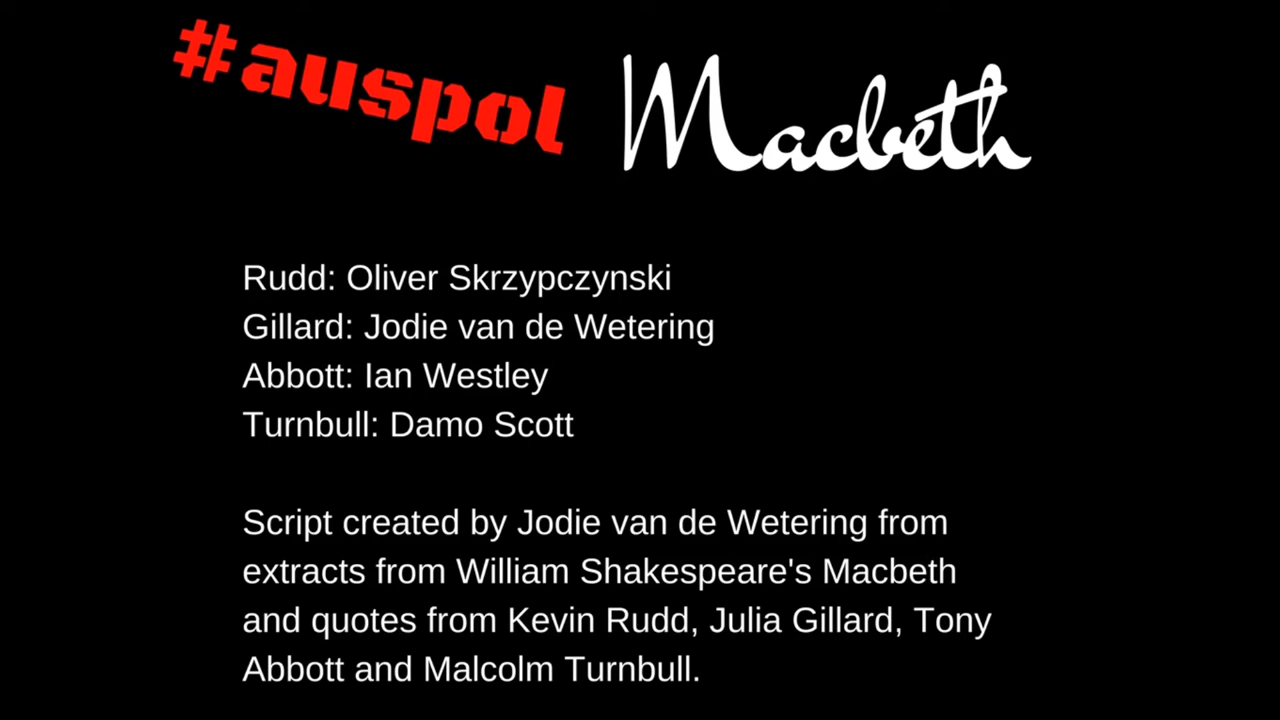 #auspol Macbeth
Rudd: Oliver Skrzypczynski
Gillard: Jodie van de Wetering
Abbott: Ian Westley
Turnbull: Damo Scott
Script created by Jodie van de Wetering from
extracts from William Shakespeare's Macbeth
and quotes from Kevin Rudd, Julia Gillard, Tony
Abbott and Malcolm Turnbull.